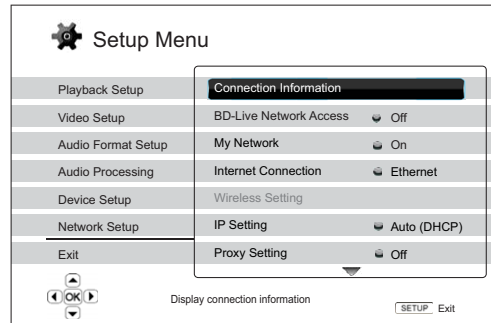 Setup Menu
Playback Setup
Video Setup
Audio Format Setup
Audio Processing
Device Setup
Network Setup
Exit
Connection Information
BD-Live Network Access Off
My Network On
Internet Connection Ethernet
Wireless Setting
IP Setting Auto (DHCP)
Proxy Setting Off
OK
Display connection information
SETUP Exit